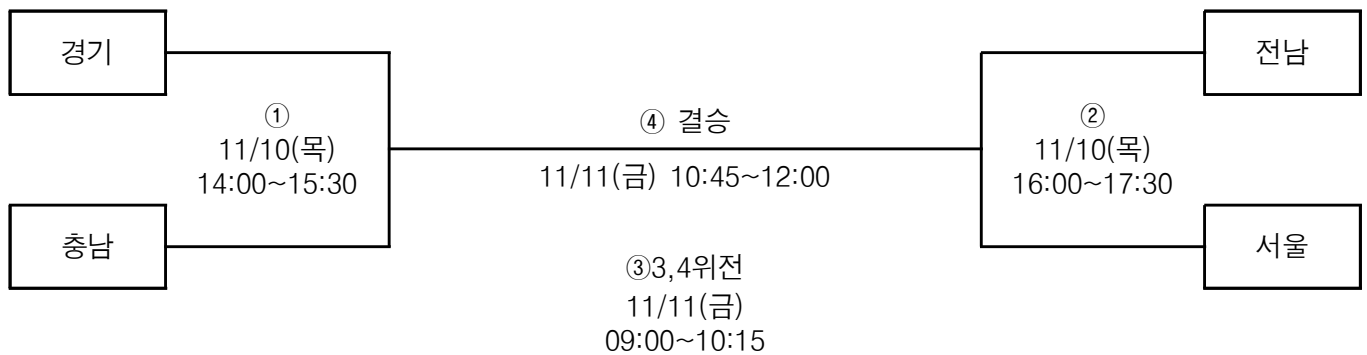 경기
전남
①
11/10(목)
14:00~15:30
④ 결승
11/11(금) 10:45~12:00
②
11/10(목)
16:00~17:30
충남
서울
③3,4위전
11/11(금)
09:00~10:15